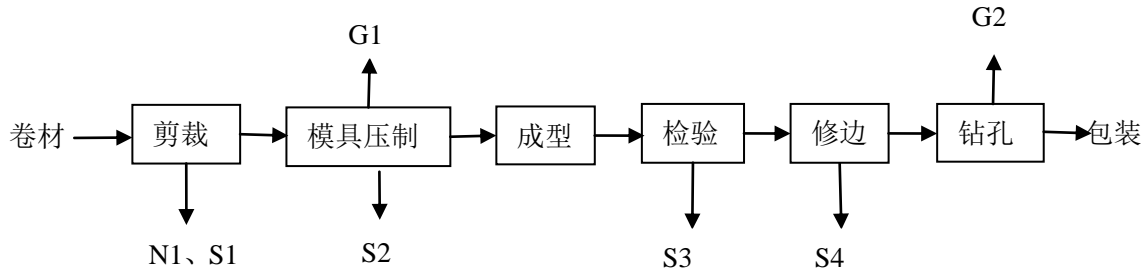 G1
G2
卷材
剪裁
模具压制
成型
检验
修边
钻孔
包装
N1、S1
S2
S3
S4